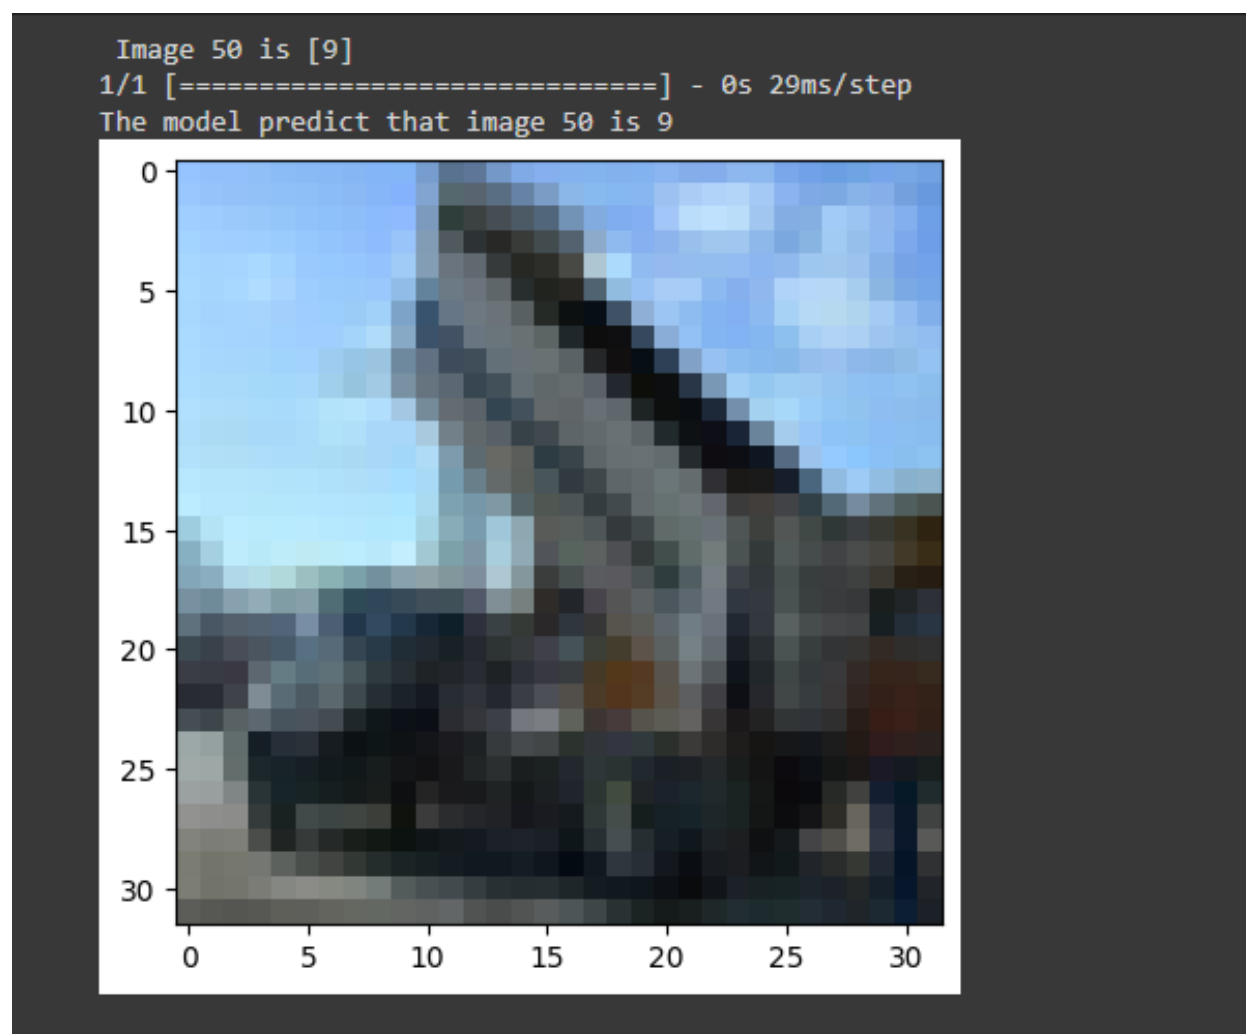 Image 50 is [9]
1/1 [==============================] - 0s 29ms/step
The model predict that image 50 is 9
0
5
10
15
20
25
30
0 5 10 15 20 25 30